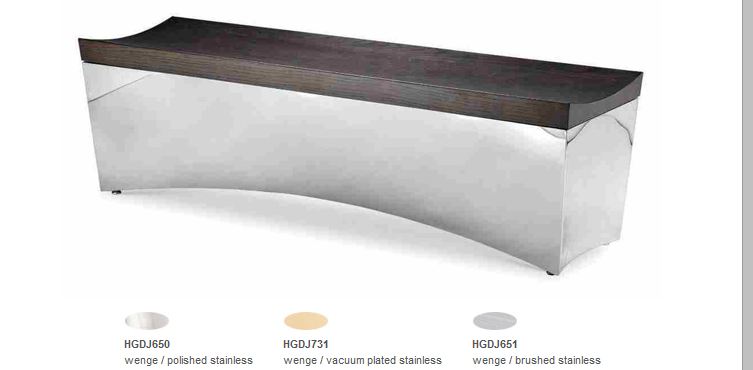 HGDJ650 HGDJ731 HGDJ651
wenge / polished stainless wenge / vacuum plated stainless wenge / brushed stainless